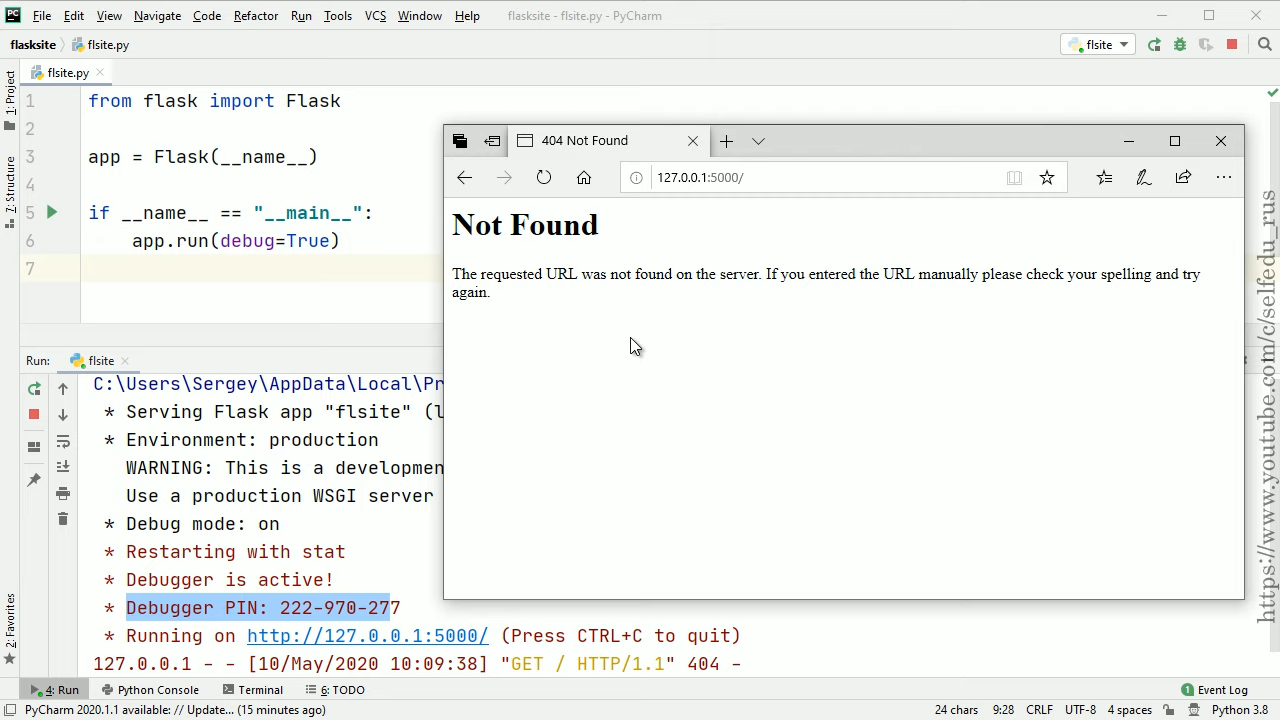 File Edit View Navigate Code Refactor Run Tools VCS Window Help flasksite - flsite.py - PyCharm
flasksite flsite.py flsite
1: Project
flsite.py
1 from flask import Flask
2
3 app = Flask(__name__)
4
5 if __name__ == "__main__":
6 app.run(debug=True)
7
7: Structure
404 Not Found
127.0.0.1:5000/
Not Found
The requested URL was not found on the server. If you entered the URL manually please check your spelling and try
again.
Run: flsite
C:\Users\Sergey\AppData\Local\Pr
* Serving Flask app "flsite" (l
* Environment: production
WARNING: This is a developmen
Use a production WSGI server
* Debug mode: on
* Restarting with stat
* Debugger is active!
* Debugger PIN: 222-970-277
* Running on http://127.0.0.1:5000/ (Press CTRL+C to quit)
127.0.0.1 - - [10/May/2020 10:09:38] "GET / HTTP/1.1" 404 -
2: Favorites
4: Run Python Console Terminal 6: TODO 1 Event Log
PyCharm 2020.1.1 available: // Update... (15 minutes ago) 24 chars 9:28 CRLF UTF-8 4 spaces Python 3.8
https://www.youtube.com/c/selfedu_rus